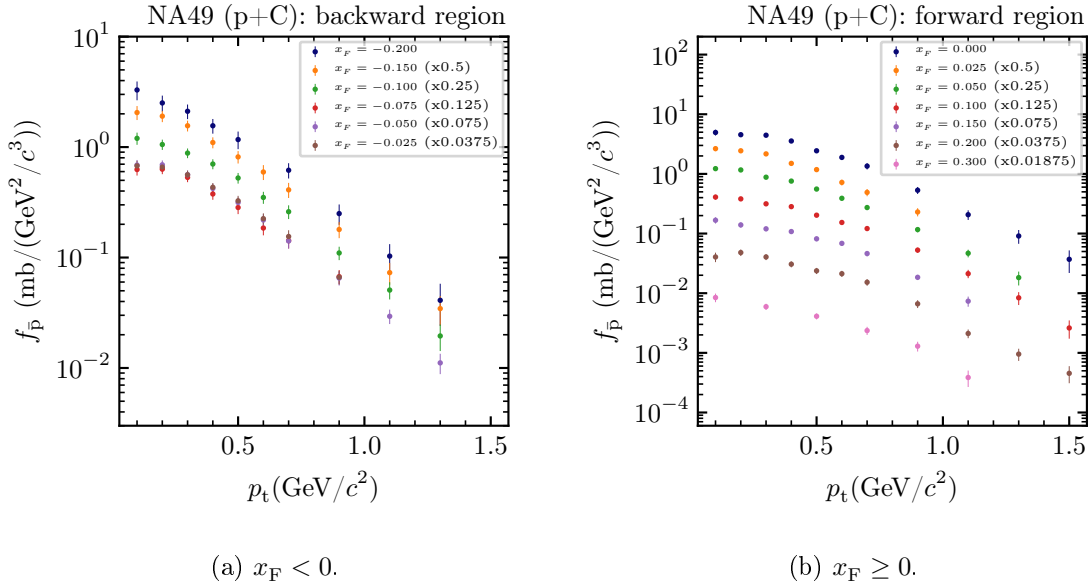 NA49 (p+C): backward region
x_F = −0.200
x_F = −0.150 (x0.5)
x_F = −0.100 (x0.25)
x_F = −0.075 (x0.125)
x_F = −0.050 (x0.075)
x_F = −0.025 (x0.0375)
10^1
10^0
10^−1
10^−2
f_p̄ (mb/(GeV^2/c^3))
0.5
1.0
1.5
p_t(GeV/c^2)
(a) x_F < 0.
NA49 (p+C): forward region
x_F = 0.000
x_F = 0.025 (x0.5)
x_F = 0.050 (x0.25)
x_F = 0.100 (x0.125)
x_F = 0.150 (x0.075)
x_F = 0.200 (x0.0375)
x_F = 0.300 (x0.01875)
10^2
10^1
10^0
10^−1
10^−2
10^−3
10^−4
f_p̄ (mb/(GeV^2/c^3))
0.5
1.0
1.5
p_t(GeV/c^2)
(b) x_F ≥ 0.